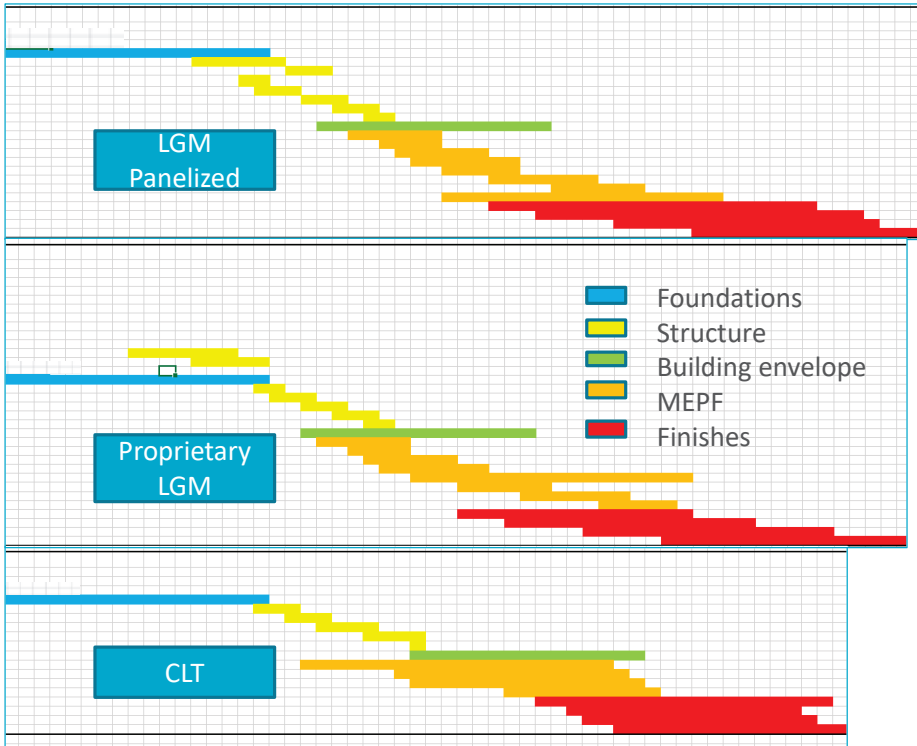 LGM
Panelized
Foundations
Structure
Building envelope
MEPF
Finishes
Proprietary
LGM
CLT